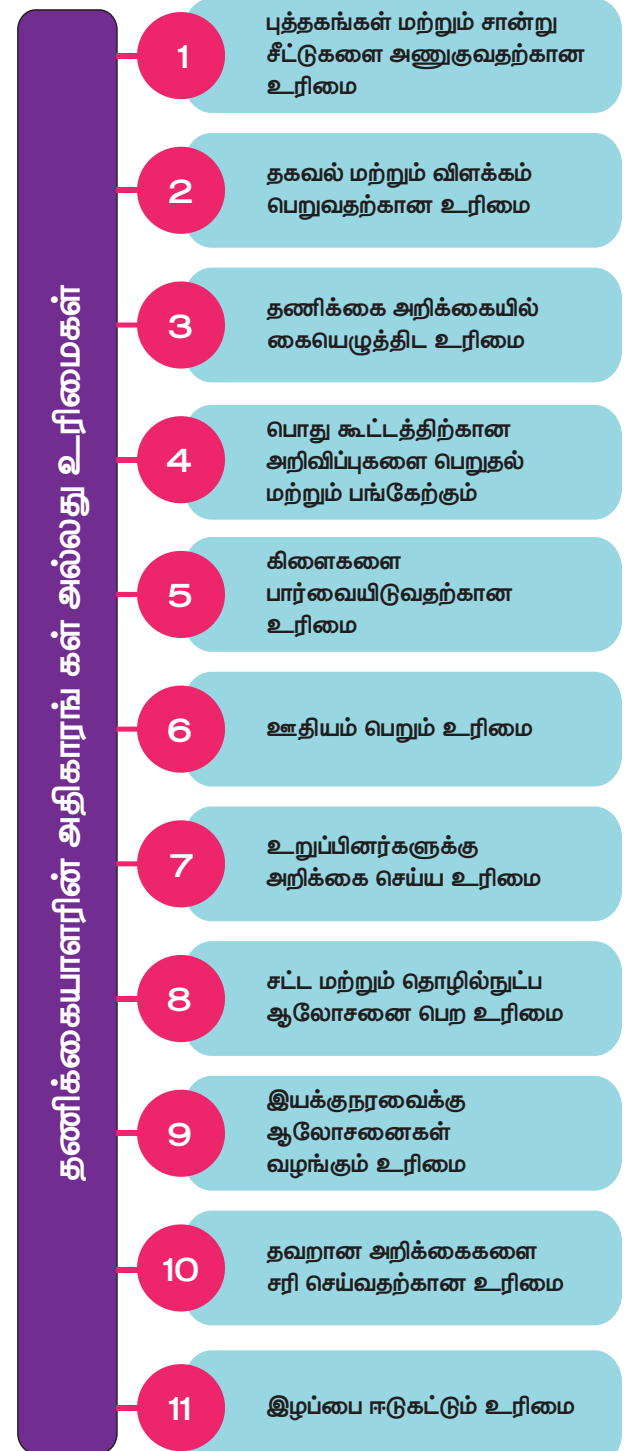 தணிக்கையாளரின் அதிகாரங் கள் அல்லது உரிமைகள்
1
புத்தகங்கள் மற்றும் சான்று
சீட்டுகளை அணுகுவதற்கான
உரிமை
2
தகவல் மற்றும் விளக்கம்
பெறுவதற்கான உரிமை
3
தணிக்கை அறிக்கையில்
கையெழுத்திட உரிமை
4
பொது கூட்டத்திற்கான
அறிவிப்புகளை பெறுதல்
மற்றும் பங்கேற்கும்
5
கிளைகளை
பார்வையிடுவதற்கான
உரிமை
6
ஊதியம் பெறும் உரிமை
7
உறுப்பினர்களுக்கு
அறிக்கை செய்ய உரிமை
8
சட்ட மற்றும் தொழில்நுட்ப
ஆலோசனை பெற உரிமை
9
இயக்குநரவைக்கு
ஆலோசனைகள்
வழங்கும் உரிமை
10
தவறான அறிக்கைகளை
சரி செய்வதற்கான உரிமை
11
இழப்பை ஈடுகட்டும் உரிமை